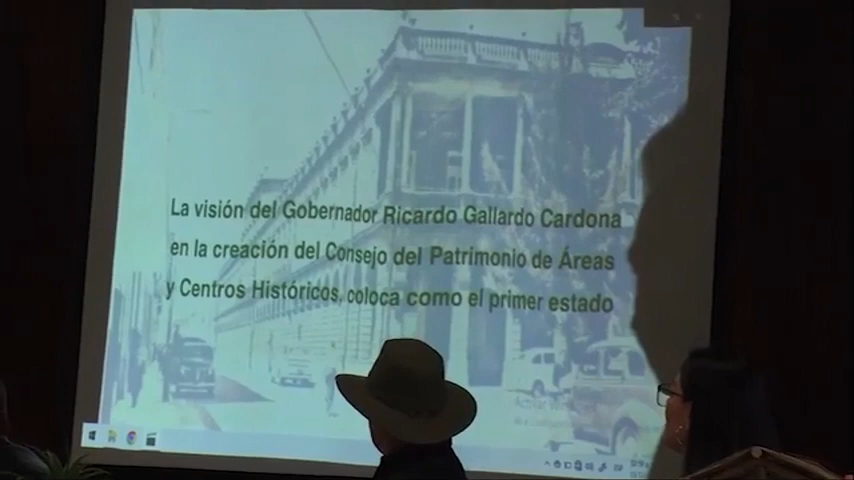 La visión del Gobernador Ricardo Gallardo Cardona
en la creación del Consejo del Patrimonio de Áreas
y Centros Históricos, coloca como el primer estado